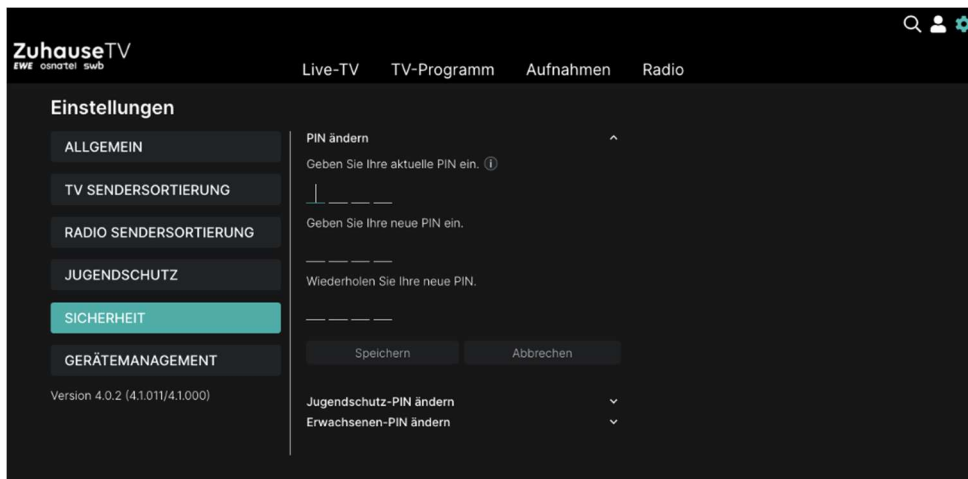 ZuhauseTV
EWE osnatel swb
Live-TV TV-Programm Aufnahmen Radio
Einstellungen
ALLGEMEIN
TV SENDERSORTIERUNG
RADIO SENDERSORTIERUNG
JUGENDSCHUTZ
SICHERHEIT
GERÄTEMANAGEMENT
Version 4.0.2 (4.1.011/4.1.000)
PIN ändern
Geben Sie Ihre aktuelle PIN ein.
Geben Sie Ihre neue PIN ein.
Wiederholen Sie Ihre neue PIN.
Speichern Abbrechen
Jugendschutz-PIN ändern
Erwachsenen-PIN ändern